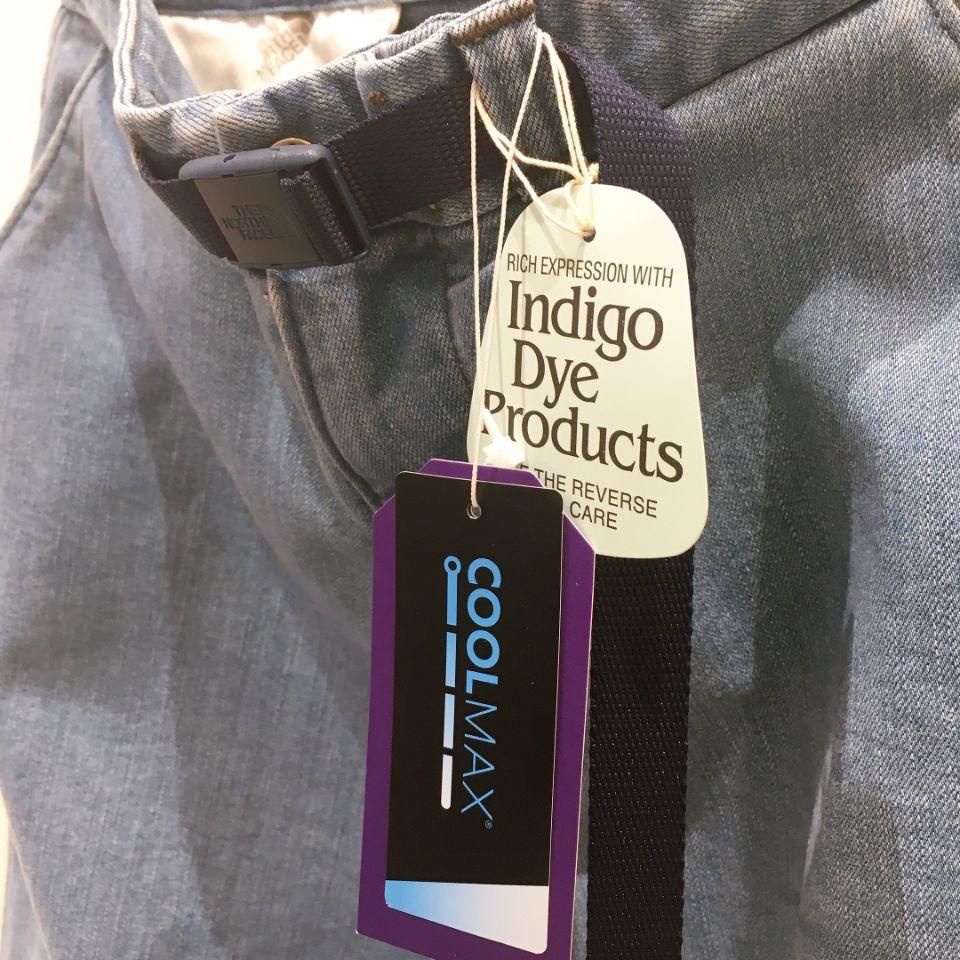 THE
NORTH
FACE
RICH EXPRESSION WITH
Indigo
Dye
Products
THE REVERSE
CARE
COOLMAX®